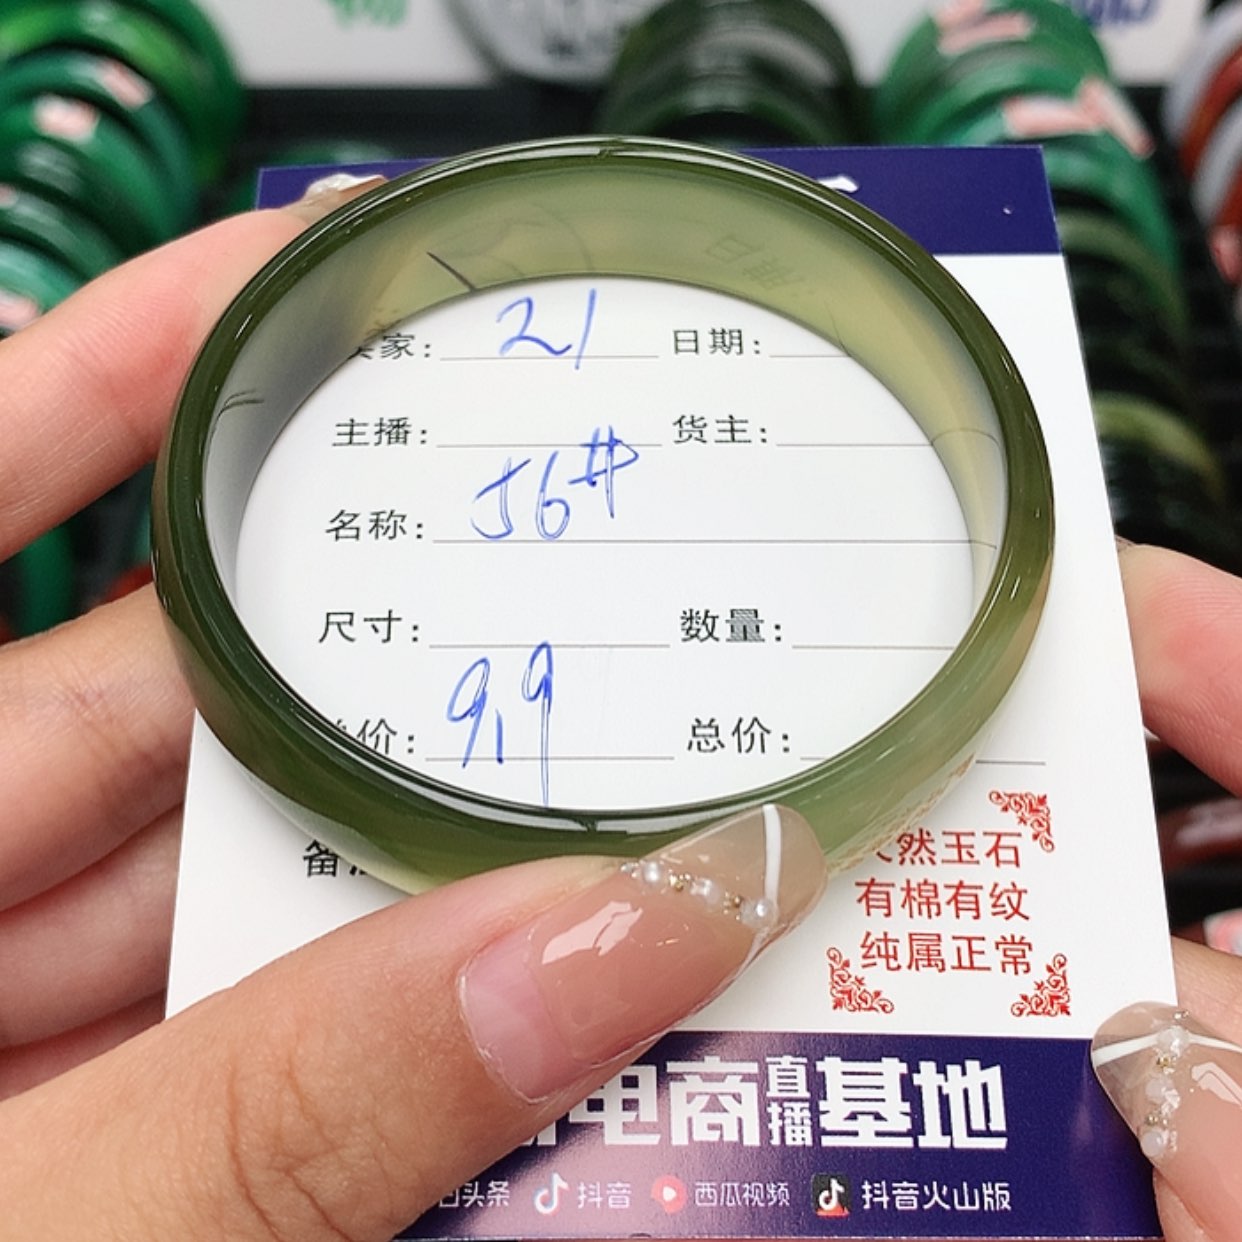 家: 21 日期:
主播: 货主:
名称: 56#
尺寸: 数量:
价: 9.9 总价:
备
然玉石
有棉有纹
纯属正常
电商直播基地
头条 抖音 西瓜视频 抖音火山版